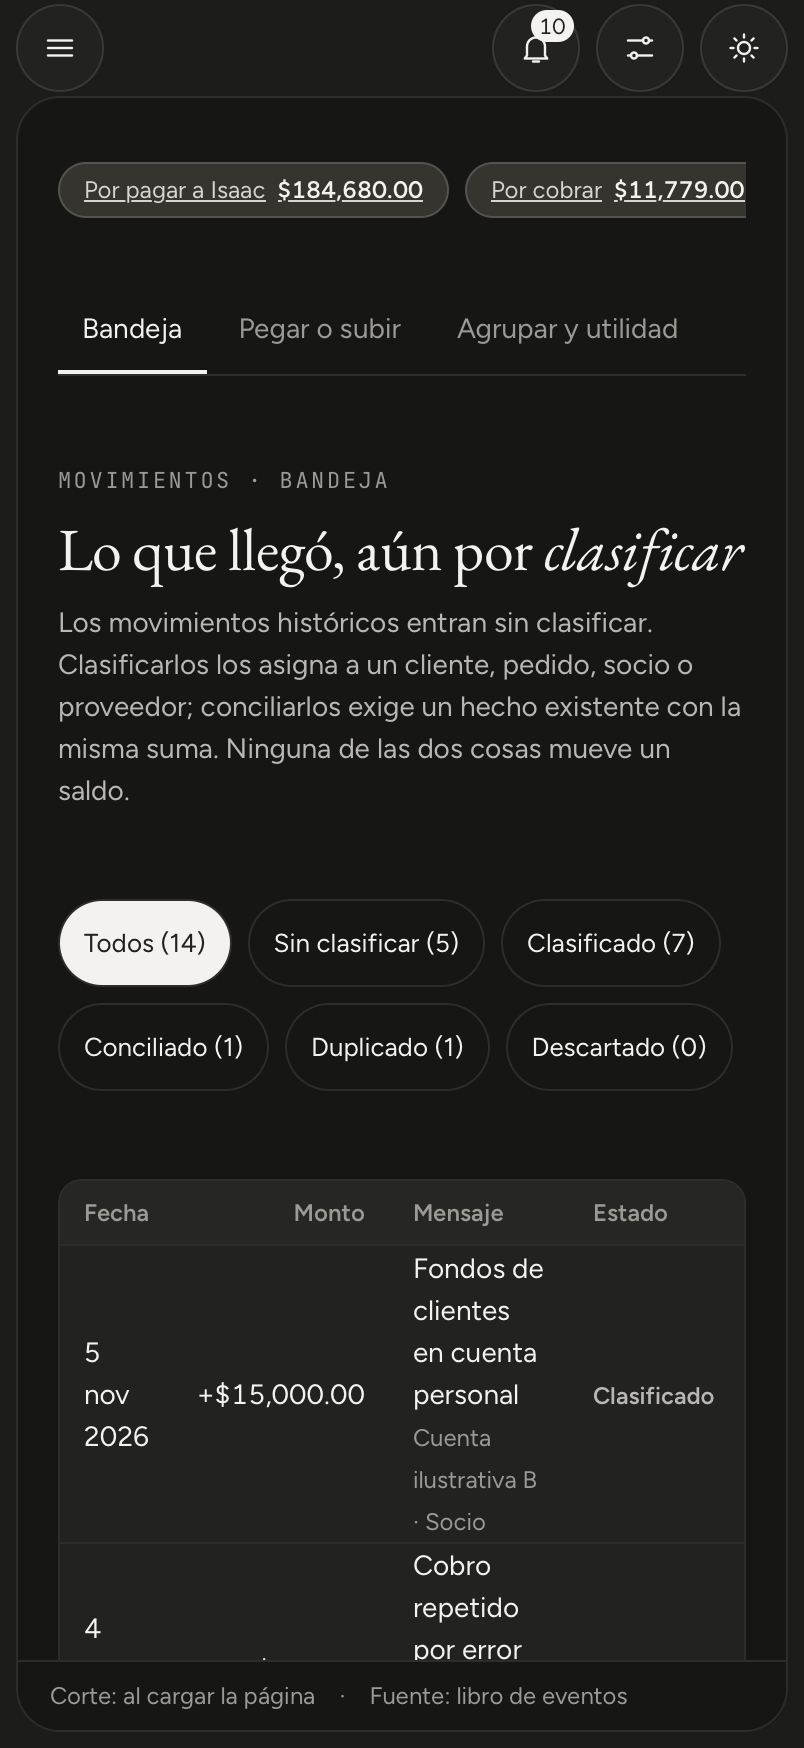 10
Por pagar a Isaac $184,680.00 Por cobrar $11,779.00
Bandeja Pegar o subir Agrupar y utilidad
MOVIMIENTOS · BANDEJA
Lo que llegó, aún por clasificar
Los movimientos históricos entran sin clasificar.
Clasificarlos los asigna a un cliente, pedido, socio o
proveedor; conciliarlos exige un hecho existente con la
misma suma. Ninguna de las dos cosas mueve un
saldo.
Todos (14) Sin clasificar (5) Clasificado (7)
Conciliado (1) Duplicado (1) Descartado (0)
Fecha Monto Mensaje Estado
5
nov
2026
+$15,000.00
Fondos de
clientes
en cuenta
personal
Cuenta
ilustrativa B
· Socio
Clasificado
4
Cobro
repetido
por error
Corte: al cargar la página · Fuente: libro de eventos